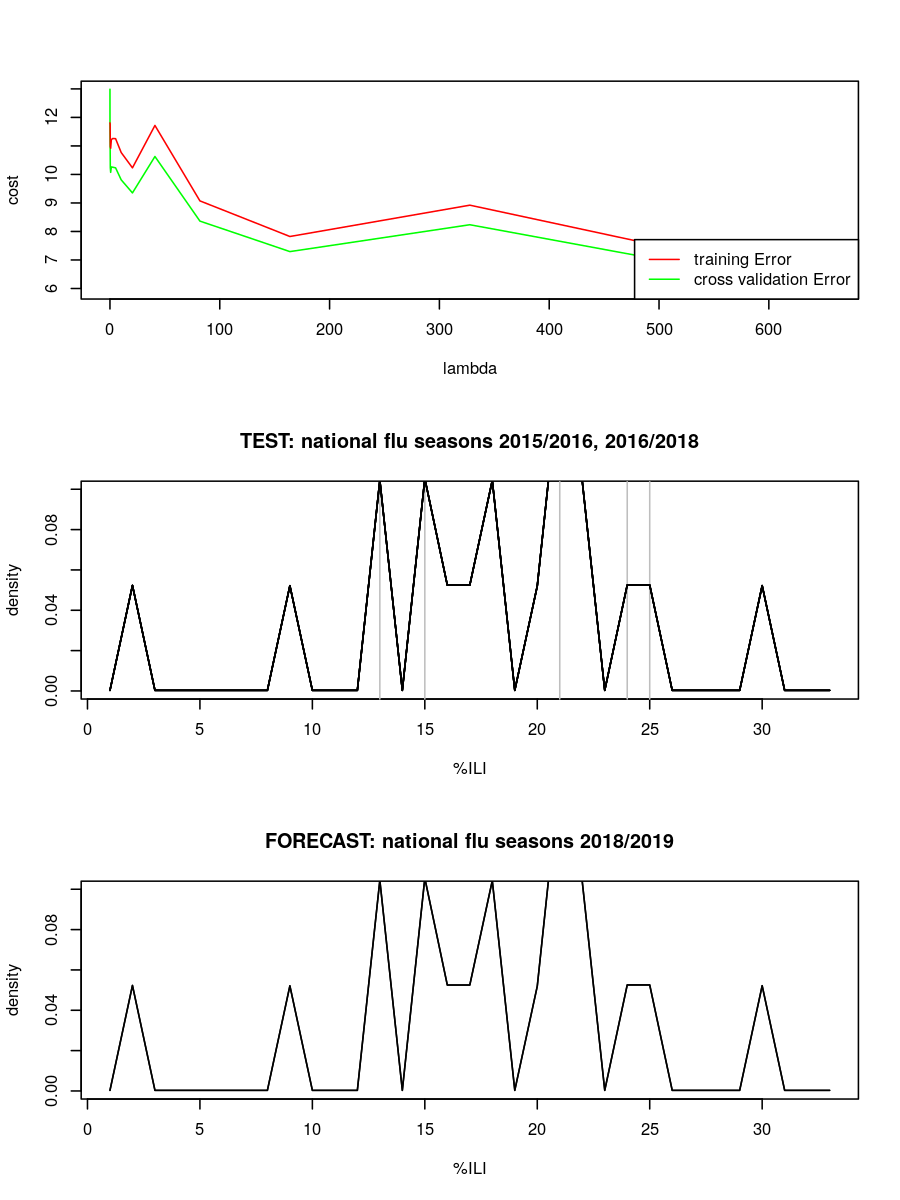 cost
6 7 8 9 10 12
training Error
cross validation Error
0 100 200 300 400 500 600
lambda
TEST: national flu seasons 2015/2016, 2016/2018
density
0.00 0.04 0.08
0 5 10 15 20 25 30
%ILI
FORECAST: national flu seasons 2018/2019
density
0.00 0.04 0.08
0 5 10 15 20 25 30
%ILI